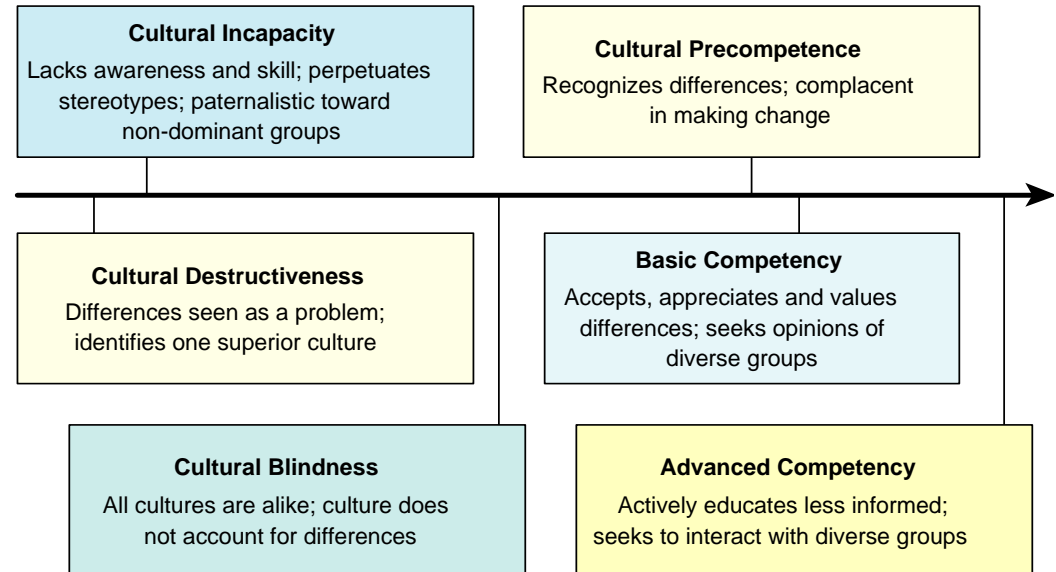 Cultural Incapacity
Lacks awareness and skill; perpetuates
stereotypes; paternalistic toward
non-dominant groups
Cultural Precompetence
Recognizes differences; complacent
in making change
Cultural Destructiveness
Differences seen as a problem;
identifies one superior culture
Basic Competency
Accepts, appreciates and values
differences; seeks opinions of
diverse groups
Cultural Blindness
All cultures are alike; culture does
not account for differences
Advanced Competency
Actively educates less informed;
seeks to interact with diverse groups